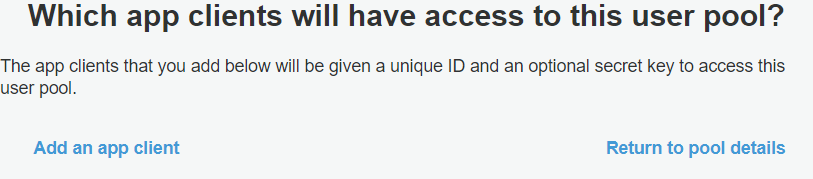 Which app clients will have access to this user pool?
The app clients that you add below will be given a unique ID and an optional secret key to access this
user pool.
Add an app client
Return to pool details